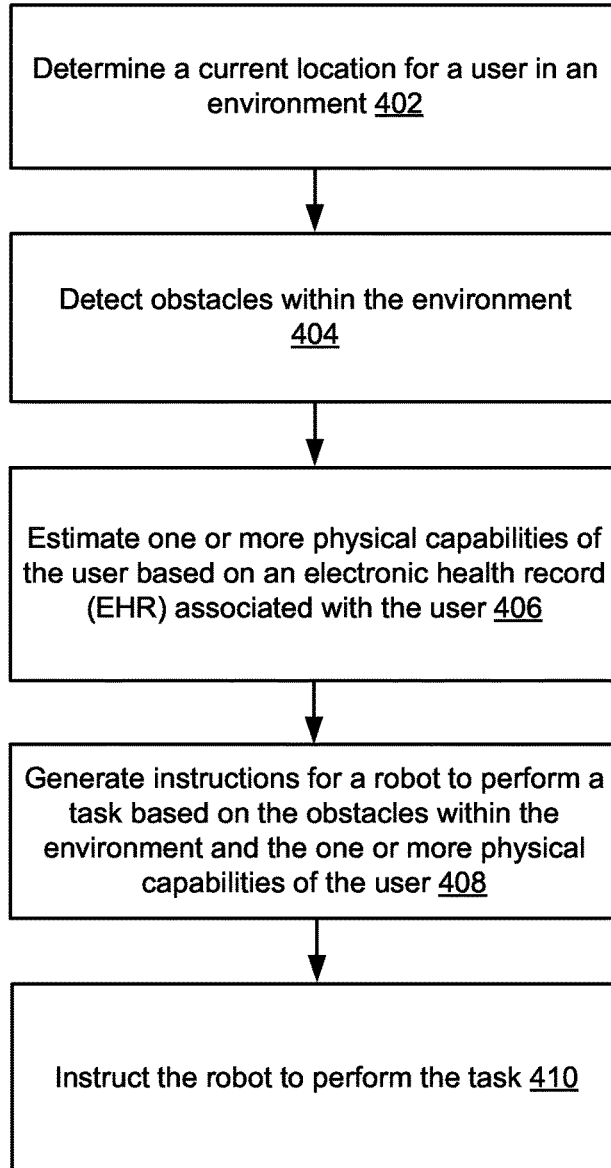 Determine a current location for a user in an
environment 402
Detect obstacles within the environment
404
Estimate one or more physical capabilities of
the user based on an electronic health record
(EHR) associated with the user 406
Generate instructions for a robot to perform a
task based on the obstacles within the
environment and the one or more physical
capabilities of the user 408
Instruct the robot to perform the task 410